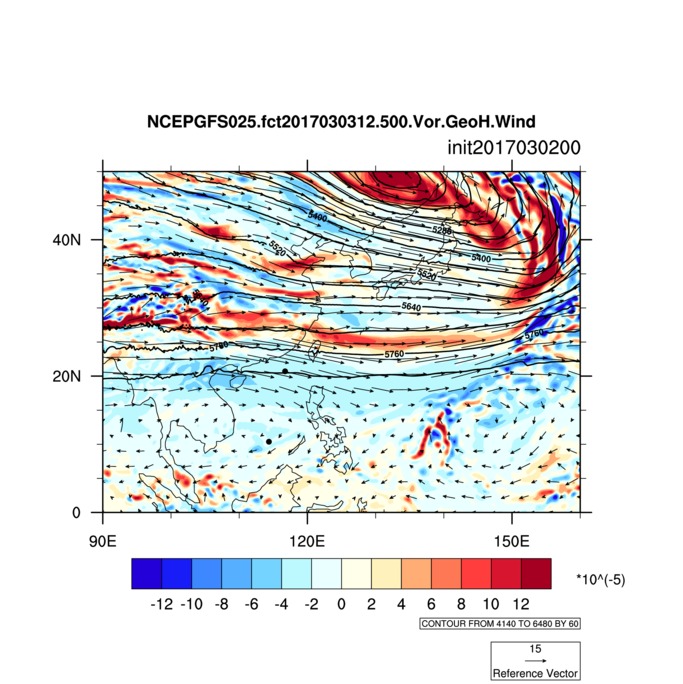 NCEPGFS025.fct2017030312.500.Vor.GeoH.Wind
init2017030200
5400
5280
40N
5520
5400
5520
5640
5760
5760
5760
20N
0
90E 120E 150E
*10^(-5)
-12 -10 -8 -6 -4 -2 0 2 4 6 8 10 12
CONTOUR FROM 4140 TO 6480 BY 60
15
Reference Vector